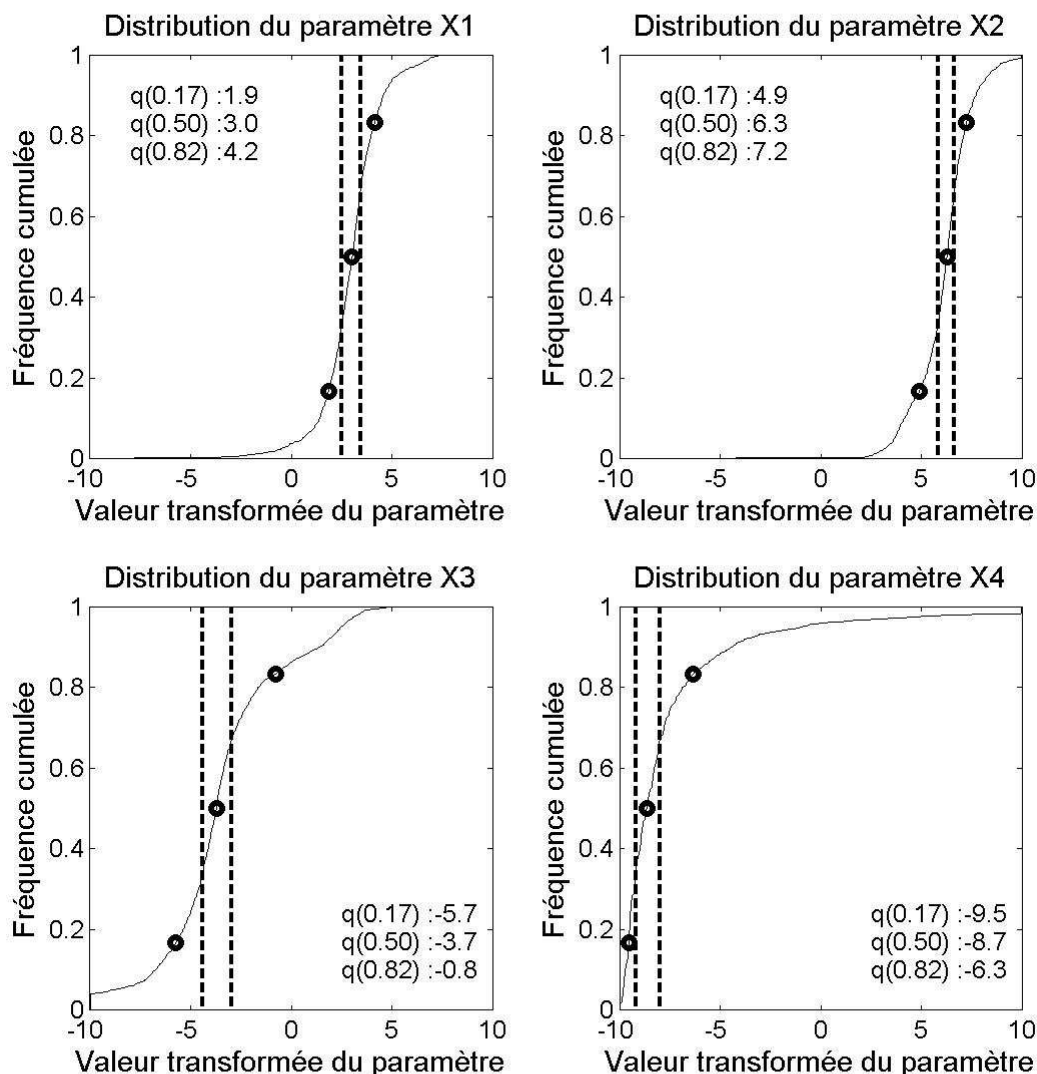 Distribution du paramètre X1
1
0.8
0.6
0.4
0.2
0
Fréquence cumulée
q(0.17) :1.9
q(0.50) :3.0
q(0.82) :4.2
-10
-5
0
5
10
Valeur transformée du paramètre
Distribution du paramètre X2
1
0.8
0.6
0.4
0.2
0
Fréquence cumulée
q(0.17) :4.9
q(0.50) :6.3
q(0.82) :7.2
-10
-5
0
5
10
Valeur transformée du paramètre
Distribution du paramètre X3
1
0.8
0.6
0.4
0.2
0
Fréquence cumulée
q(0.17) :-5.7
q(0.50) :-3.7
q(0.82) :-0.8
-10
-5
0
5
10
Valeur transformée du paramètre
Distribution du paramètre X4
1
0.8
0.6
0.4
0.2
0
Fréquence cumulée
q(0.17) :-9.5
q(0.50) :-8.7
q(0.82) :-6.3
-10
-5
0
5
10
Valeur transformée du paramètre